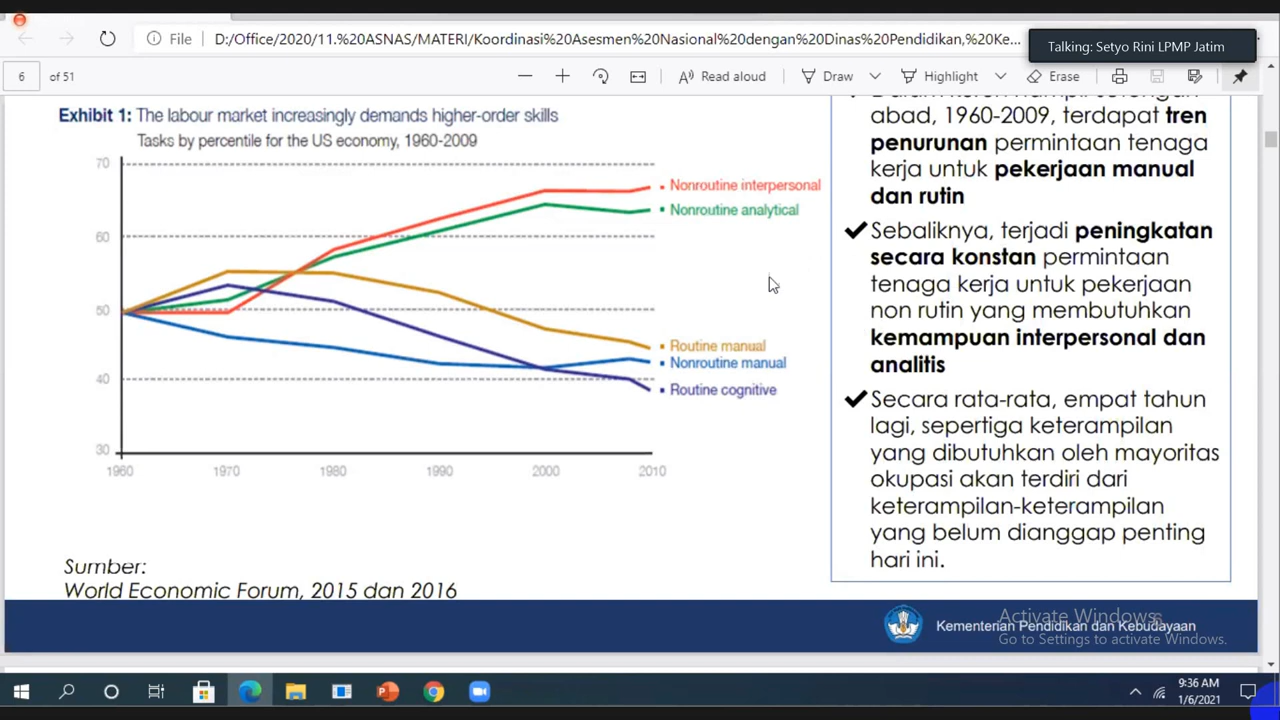 File
D:/Office/2020/11.%20ASNAS/MATERI/Koordinasi%20Asesmen%20Nasional%20dengan%20Dinas%20Pendidikan,%20Ke...
Talking: Setyo Rini LPMP Jatim
6 of 51
Read aloud
Draw
Highlight
Erase
Exhibit 1: The labour market increasingly demands higher-order skills
Tasks by percentile for the US economy, 1960-2009
70
60
50
40
30
1960 1970 1980 1990 2000 2010
Nonroutine interpersonal
Nonroutine analytical
Routine manual
Nonroutine manual
Routine cognitive
Sumber:
World Economic Forum, 2015 dan 2016
abad, 1960-2009, terdapat tren
penurunan permintaan tenaga
kerja untuk pekerjaan manual
dan rutin
Sebaliknya, terjadi peningkatan
secara konstan permintaan
tenaga kerja untuk pekerjaan
non rutin yang membutuhkan
kemampuan interpersonal dan
analitis
Secara rata-rata, empat tahun
lagi, sepertiga keterampilan
yang dibutuhkan oleh mayoritas
okupasi akan terdiri dari
keterampilan-keterampilan
yang belum dianggap penting
hari ini.
Kementerian Pendidikan dan Kebudayaan
Activate Windows
Go to Settings to activate Windows.
9:36 AM
1/6/2021